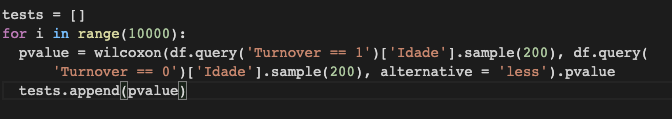 tests = []
for i in range(10000):
  pvalue = wilcoxon(df.query('Turnover == 1')['Idade'].sample(200), df.query(
      'Turnover == 0')['Idade'].sample(200), alternative = 'less').pvalue
  tests.append(pvalue)